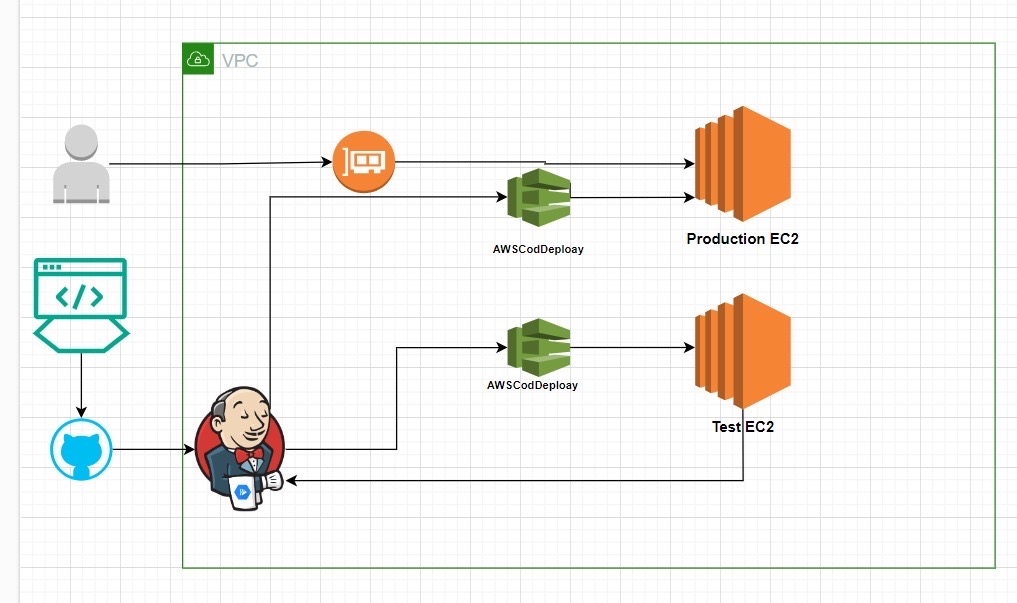 VPC
AWSCodDeploay
Production EC2
</>
AWSCodDeploay
Test EC2